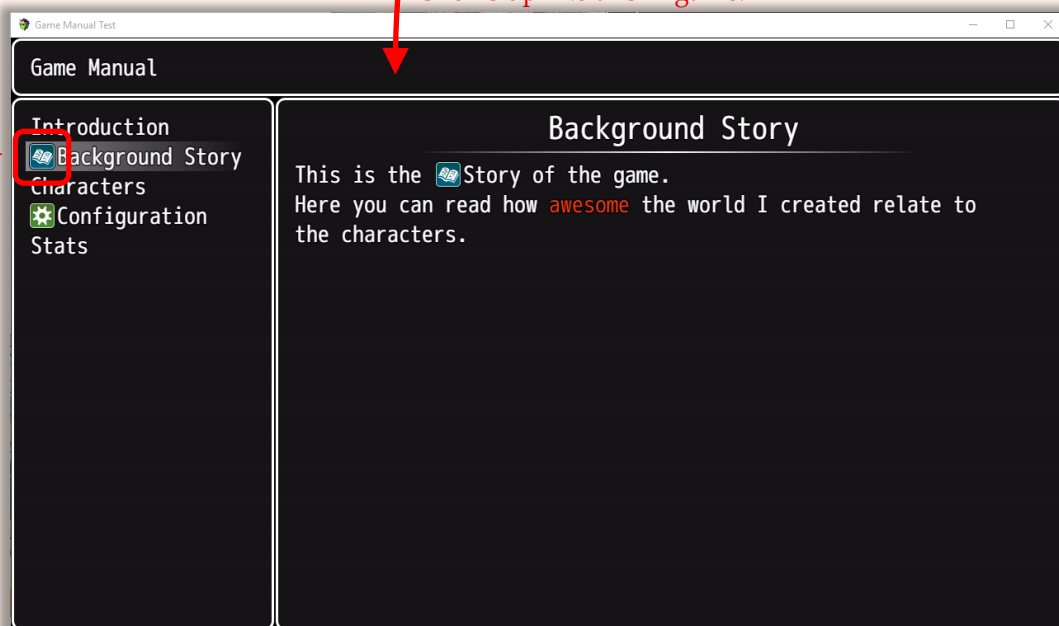 Game Manual Test
Game Manual
Introduction
Background Story
Characters
Configuration
Stats
Background Story
This is the Story of the game.
Here you can read how awesome the world I created relate to
the characters.